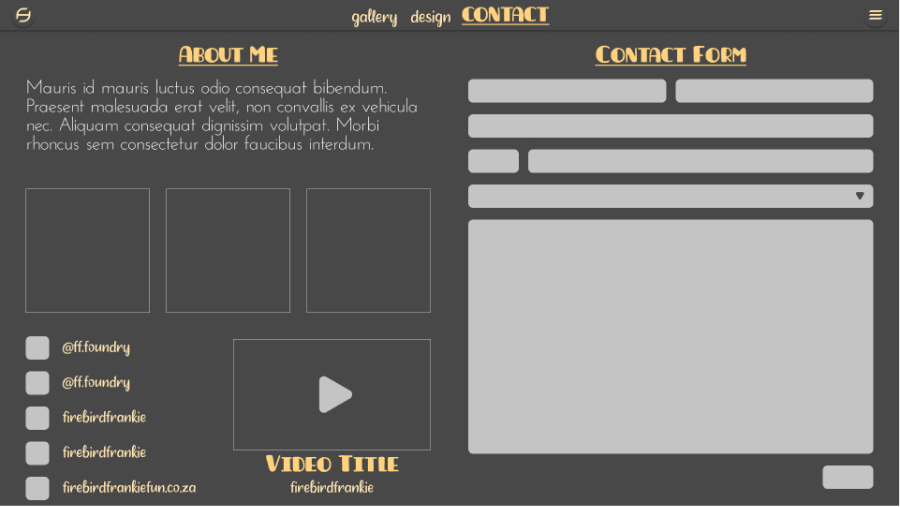 gallery design CONTACT
About Me
Mauris id mauris luctus odio consequat bibendum.
Praesent malesuada erat velit, non convallis ex vehicula
nec. Aliquam consequat dignissim volutpat. Morbi
rhoncus sem consectetur dolor faucibus interdum.
@ff.foundry
@ff.foundry
firebirdfrankie
firebirdfrankie
firebirdfrankiefun.co.za
Video Title
firebirdfrankie
Contact Form